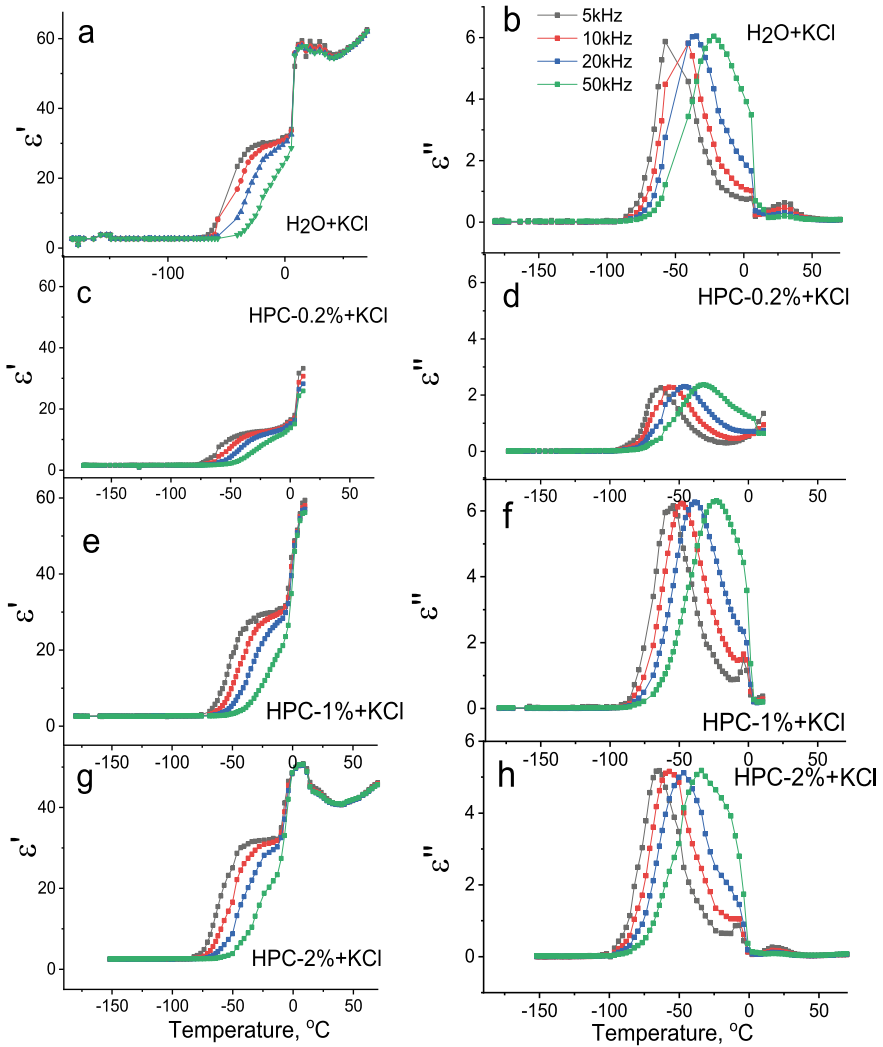 a
60
40
20
0
ε'
H2O+KCl
-100
0
b
5kHz
10kHz
20kHz
50kHz
H2O+KCl
6
4
2
0
ε''
-150
-100
-50
0
50
c
HPC-0.2%+KCl
60
40
20
0
ε'
-150
-100
-50
0
50
d
HPC-0.2%+KCl
6
4
2
0
ε''
-150
-100
-50
0
50
e
60
40
20
0
ε'
HPC-1%+KCl
-150
-100
-50
0
50
f
6
4
2
0
ε''
HPC-1%+KCl
-150
-100
-50
0
50
g
40
20
0
ε'
HPC-2%+KCl
-150
-100
-50
0
50
Temperature, °C
h
HPC-2%+KCl
6
4
2
0
ε''
-150
-100
-50
0
50
Temperature, °C